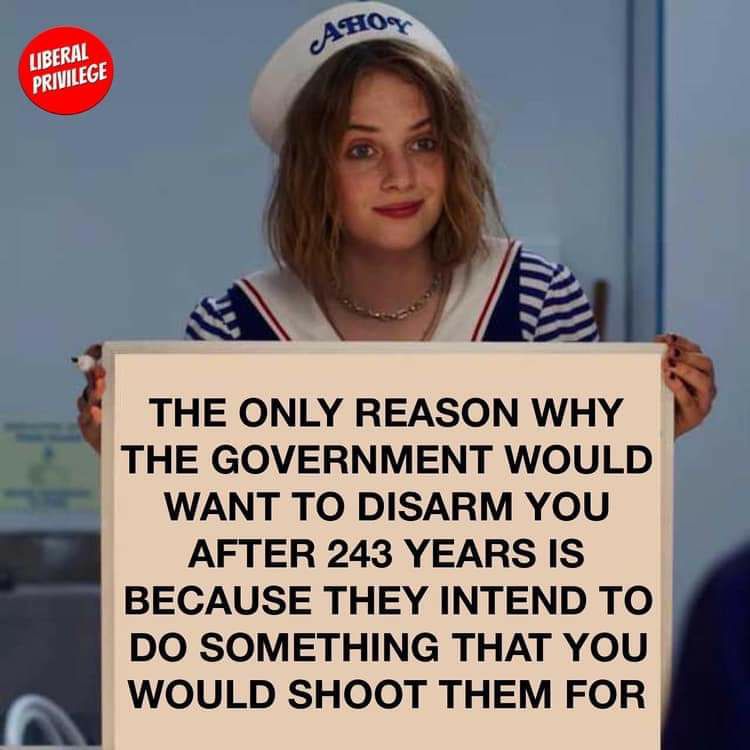 LIBERAL
PRIVILEGE
AHOY
THE ONLY REASON WHY
THE GOVERNMENT WOULD
WANT TO DISARM YOU
AFTER 243 YEARS IS
BECAUSE THEY INTEND TO
DO SOMETHING THAT YOU
WOULD SHOOT THEM FOR